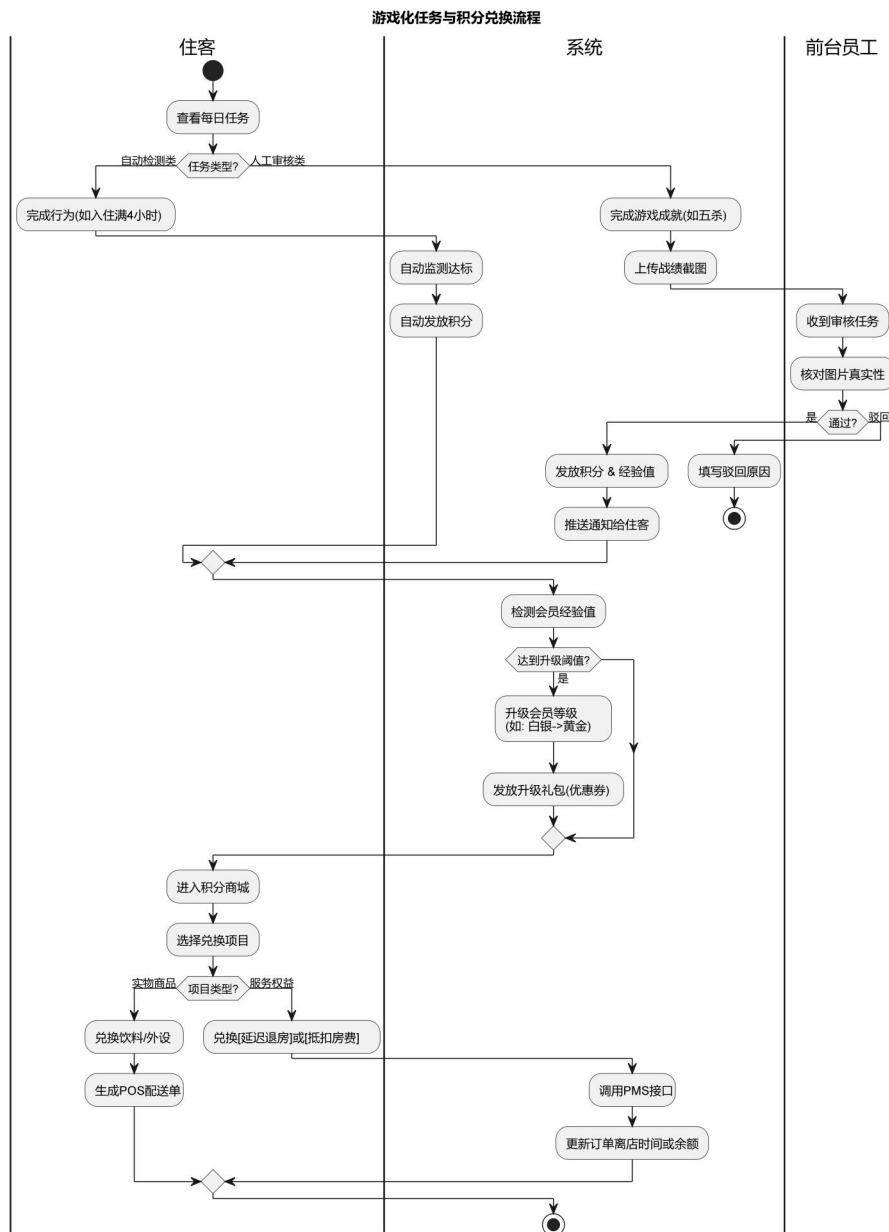 游戏化任务与积分兑换流程
住客
系统
前台员工
查看每日任务
自动检测类
任务类型?
人工审核类
完成行为(如入住满4小时)
完成游戏成就(如五杀)
自动监测达标
上传战绩截图
自动发放积分
收到审核任务
核对图片真实性
是
通过?
驳回
发放积分 & 经验值
填写驳回原因
推送通知给住客
检测会员经验值
达到升级阈值?
是
升级会员等级
(如: 白银->黄金)
发放升级礼包(优惠券)
进入积分商城
选择兑换项目
实物商品
项目类型?
服务权益
兑换饮料/外设
兑换[延迟退房]或[抵扣房费]
生成POS配送单
调用PMS接口
更新订单离店时间或余额